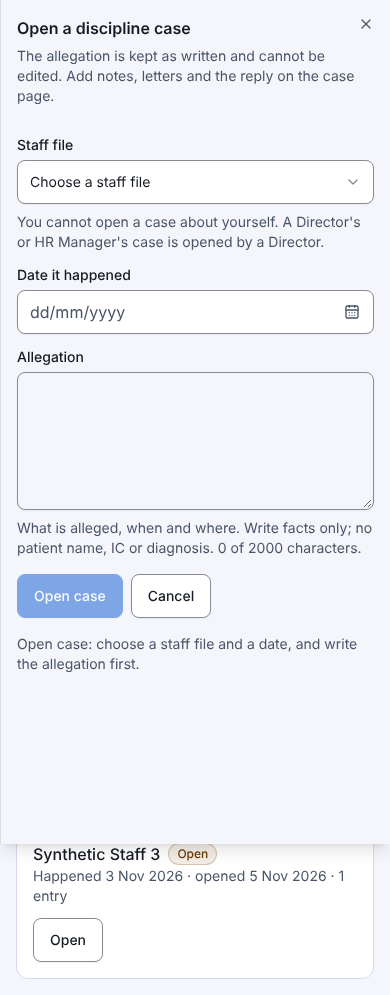 Open a discipline case
The allegation is kept as written and cannot be
edited. Add notes, letters and the reply on the case
page.
Staff file
Choose a staff file
You cannot open a case about yourself. A Director's
or HR Manager's case is opened by a Director.
Date it happened
dd/mm/yyyy
Allegation
What is alleged, when and where. Write facts only; no
patient name, IC or diagnosis. 0 of 2000 characters.
Open case
Cancel
Open case: choose a staff file and a date, and write
the allegation first.
Synthetic Staff 3 Open
Happened 3 Nov 2026 · opened 5 Nov 2026 · 1
entry
Open